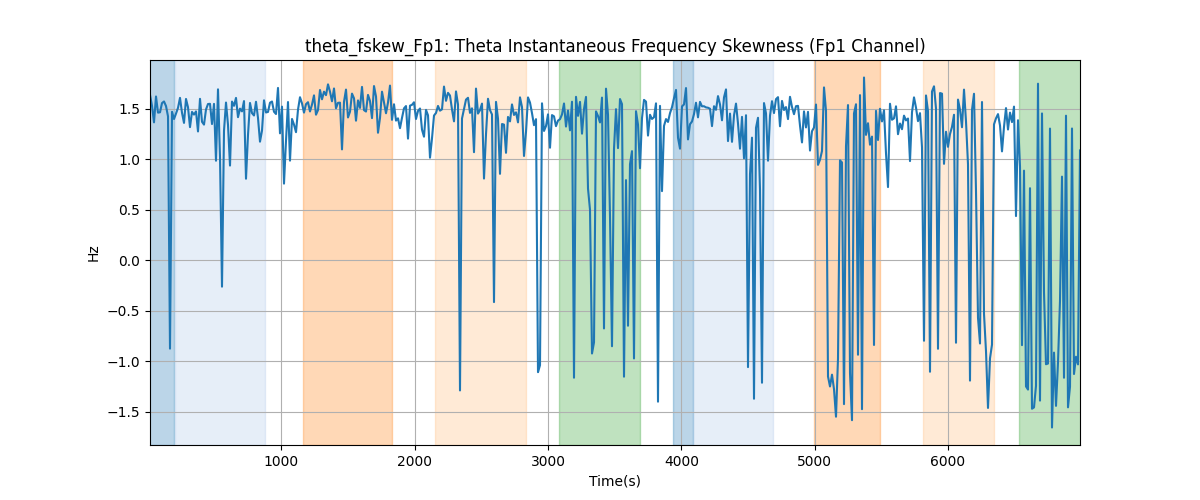 theta_fskew_Fp1: Theta Instantaneous Frequency Skewness (Fp1 Channel)
1.5
1.0
0.5
0.0
−0.5
−1.0
−1.5
Hz
1000 2000 3000 4000 5000 6000
Time(s)